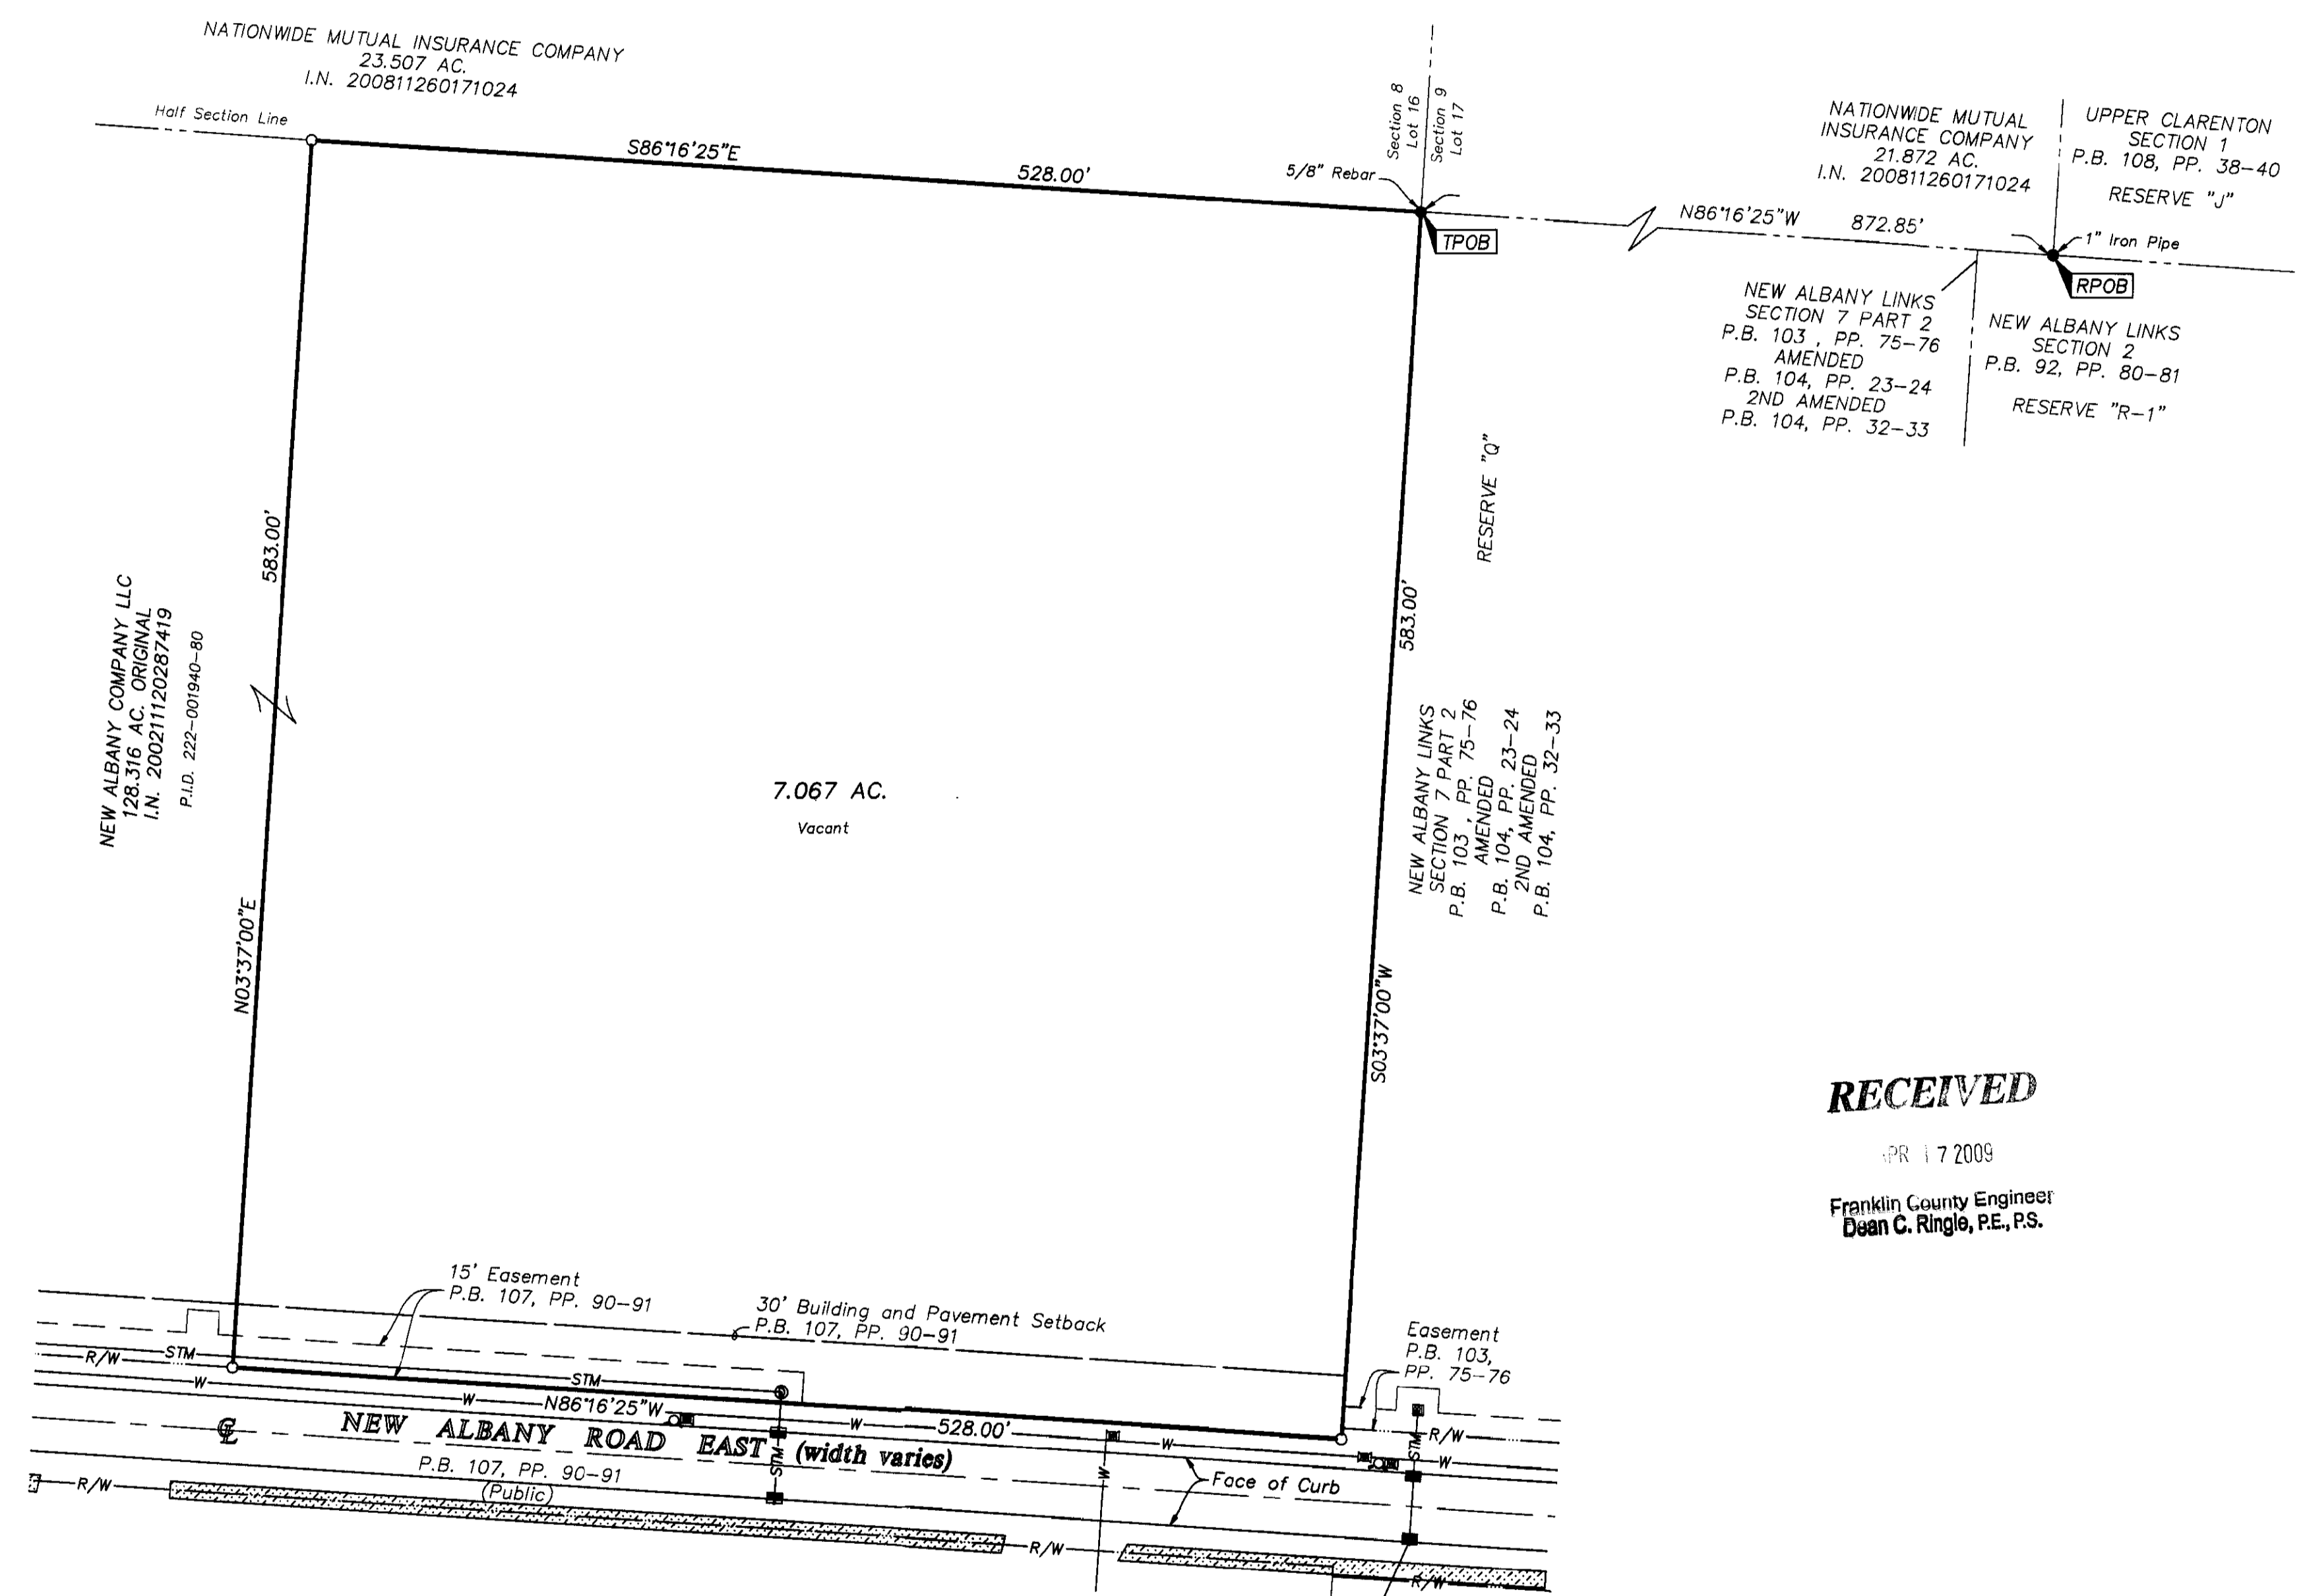 NATIONWIDE MUTUAL INSURANCE COMPANY
23.507 AC.
I.N. 200811260171024
Half Section Line
S86°16'25"E
528.00'
Section 8
Lot 16
Section 9
Lot 17
5/8" Rebar
TPOB
NATIONWIDE MUTUAL
INSURANCE COMPANY
21.872 AC.
I.N. 200811260171024
UPPER CLARENTON
SECTION 1
P.B. 108, PP. 38-40
RESERVE "J"
N86°16'25"W
872.85'
1" Iron Pipe
RPOB
NEW ALBANY LINKS
SECTION 7 PART 2
P.B. 103 , PP. 75-76
AMENDED
P.B. 104, PP. 23-24
2ND AMENDED
P.B. 104, PP. 32-33
NEW ALBANY LINKS
SECTION 2
P.B. 92, PP. 80-81
RESERVE "R-1"
RESERVE "Q"
583.00'
N03°37'00"E
NEW ALBANY COMPANY LLC
128.316 AC. ORIGINAL
I.N. 200211120287419
P.I.D. 222-001940-80
7.067 AC.
Vacant
583.00'
S03°37'00"W
NEW ALBANY LINKS
SECTION 7 PART 2
P.B. 103 , PP. 75-76
AMENDED
P.B. 104, PP. 23-24
2ND AMENDED
P.B. 104, PP. 32-33
RECEIVED
17 2009
Franklin County Engineer
Dean C. Ringle, P.E., P.S.
15' Easement
P.B. 107, PP. 90-91
30' Building and Pavement Setback
P.B. 107, PP. 90-91
Easement
P.B. 103,
PP. 75-76
R/W
STM
STM
W
W
N86°16'25"W
W
528.00'
W
R/W
STM
W
CL
NEW ALBANY ROAD EAST (width varies)
STM
W
P.B. 107, PP. 90-91
(Public)
Face of Curb
R/W
R/W
R/W